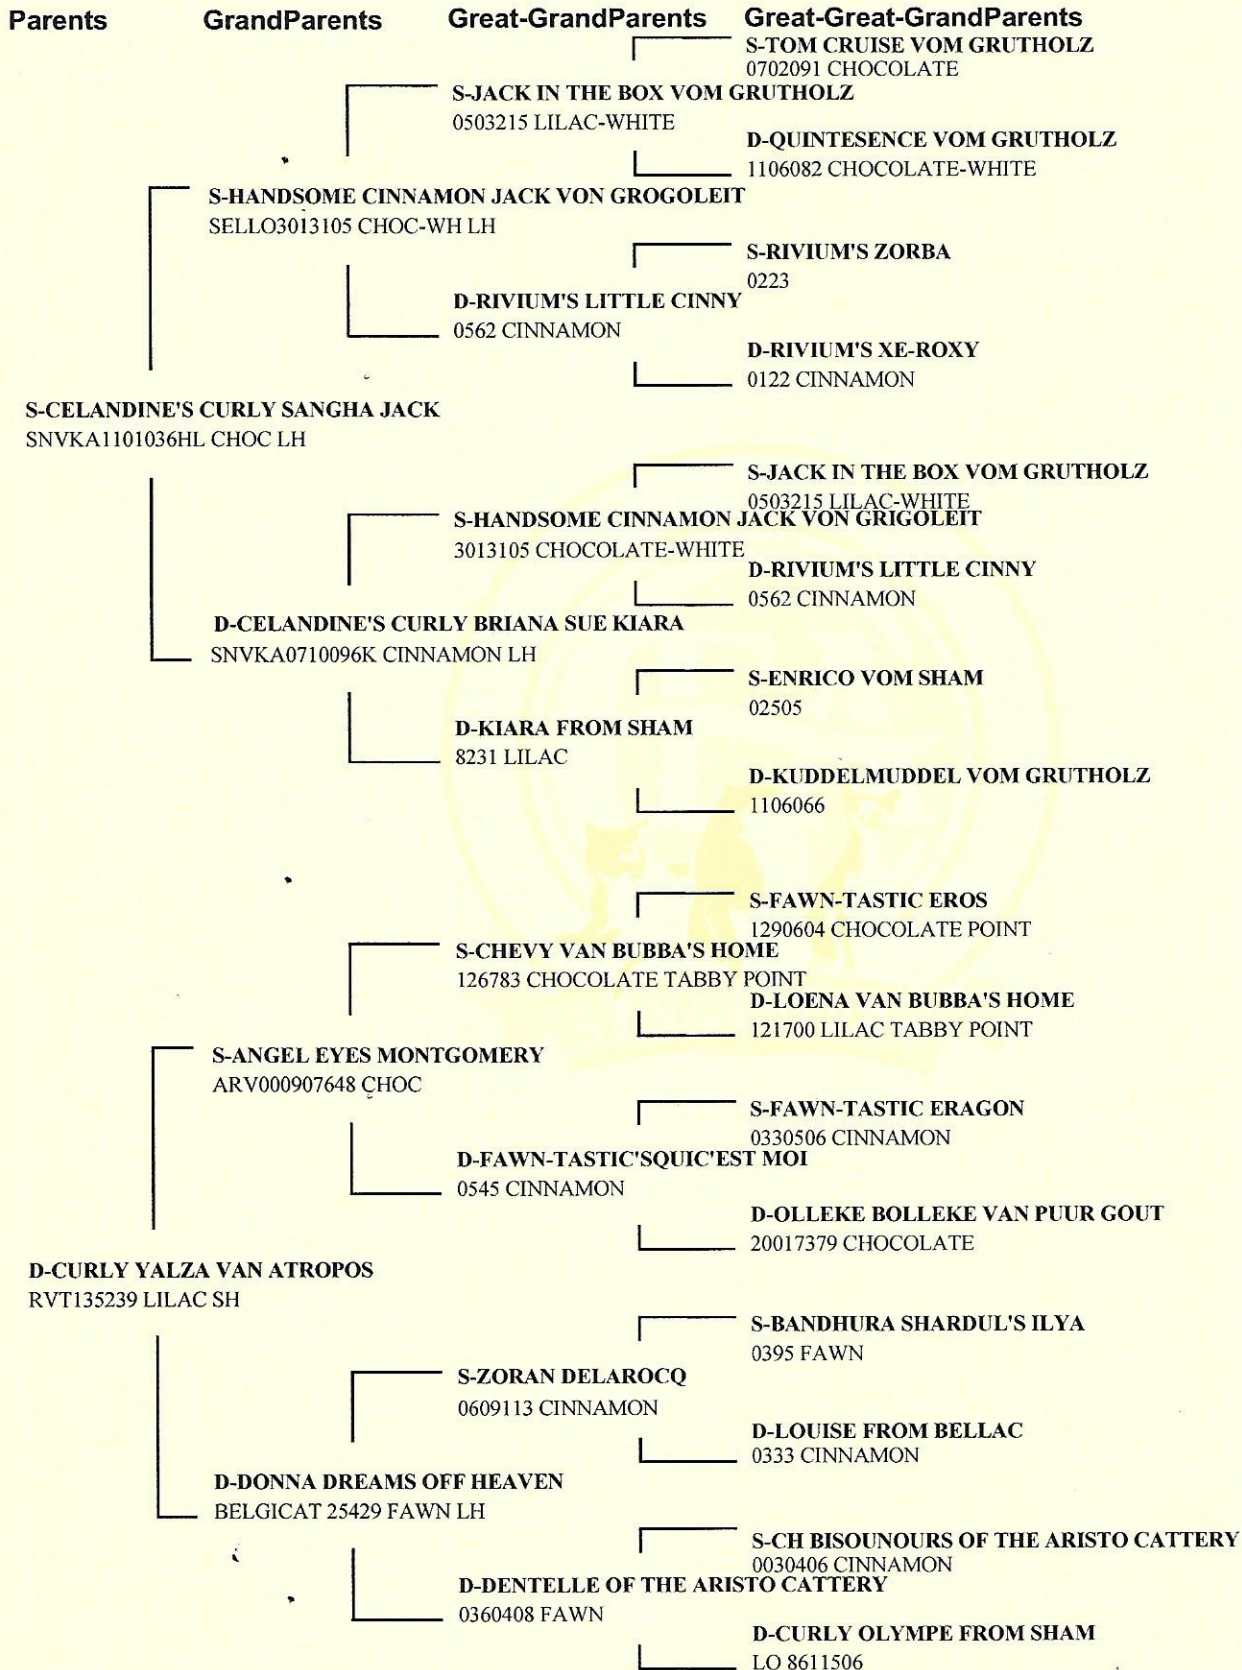 Parents GrandParents Great-GrandParents Great-Great-GrandParents
S-TOM CRUISE VOM GRUTHOLZ
0702091 CHOCOLATE
S-JACK IN THE BOX VOM GRUTHOLZ
0503215 LILAC-WHITE
D-QUINTESENCE VOM GRUTHOLZ
1106082 CHOCOLATE-WHITE
S-HANDSOME CINNAMON JACK VON GROGOLEIT
SELLO3013105 CHOC-WH LH
S-RIVIUM'S ZORBA
0223
D-RIVIUM'S LITTLE CINNY
0562 CINNAMON
D-RIVIUM'S XE-ROXY
0122 CINNAMON
S-CELANDINE'S CURLY SANGHA JACK
SNVKA1101036HL CHOC LH
S-JACK IN THE BOX VOM GRUTHOLZ
0503215 LILAC-WHITE
S-HANDSOME CINNAMON JACK VON GRIGOLEIT
3013105 CHOCOLATE-WHITE
D-RIVIUM'S LITTLE CINNY
0562 CINNAMON
D-CELANDINE'S CURLY BRIANA SUE KIARA
SNVKA0710096K CINNAMON LH
S-ENRICO VOM SHAM
02505
D-KIARA FROM SHAM
8231 LILAC
D-KUDDELMUDDEL VOM GRUTHOLZ
1106066
S-FAWN-TASTIC EROS
1290604 CHOCOLATE POINT
S-CHEVY VAN BUBBA'S HOME
126783 CHOCOLATE TABBY POINT
D-LOENA VAN BUBBA'S HOME
121700 LILAC TABBY POINT
S-ANGEL EYES MONTGOMERY
ARV000907648 CHOC
S-FAWN-TASTIC ERAGON
0330506 CINNAMON
D-FAWN-TASTIC'SQUIC'EST MOI
0545 CINNAMON
D-OLLEKE BOLLEKE VAN PUUR GOUT
20017379 CHOCOLATE
D-CURLY YALZA VAN ATROPOS
RVT135239 LILAC SH
S-BANDHURA SHARDUL'S ILYA
0395 FAWN
S-ZORAN DELAROCQ
0609113 CINNAMON
D-LOUISE FROM BELLAC
0333 CINNAMON
D-DONNA DREAMS OFF HEAVEN
BELGICAT 25429 FAWN LH
S-CH BISOUNOURS OF THE ARISTO CATTERY
0030406 CINNAMON
D-DENTELLE OF THE ARISTO CATTERY
0360408 FAWN
D-CURLY OLYMPE FROM SHAM
LO 8611506